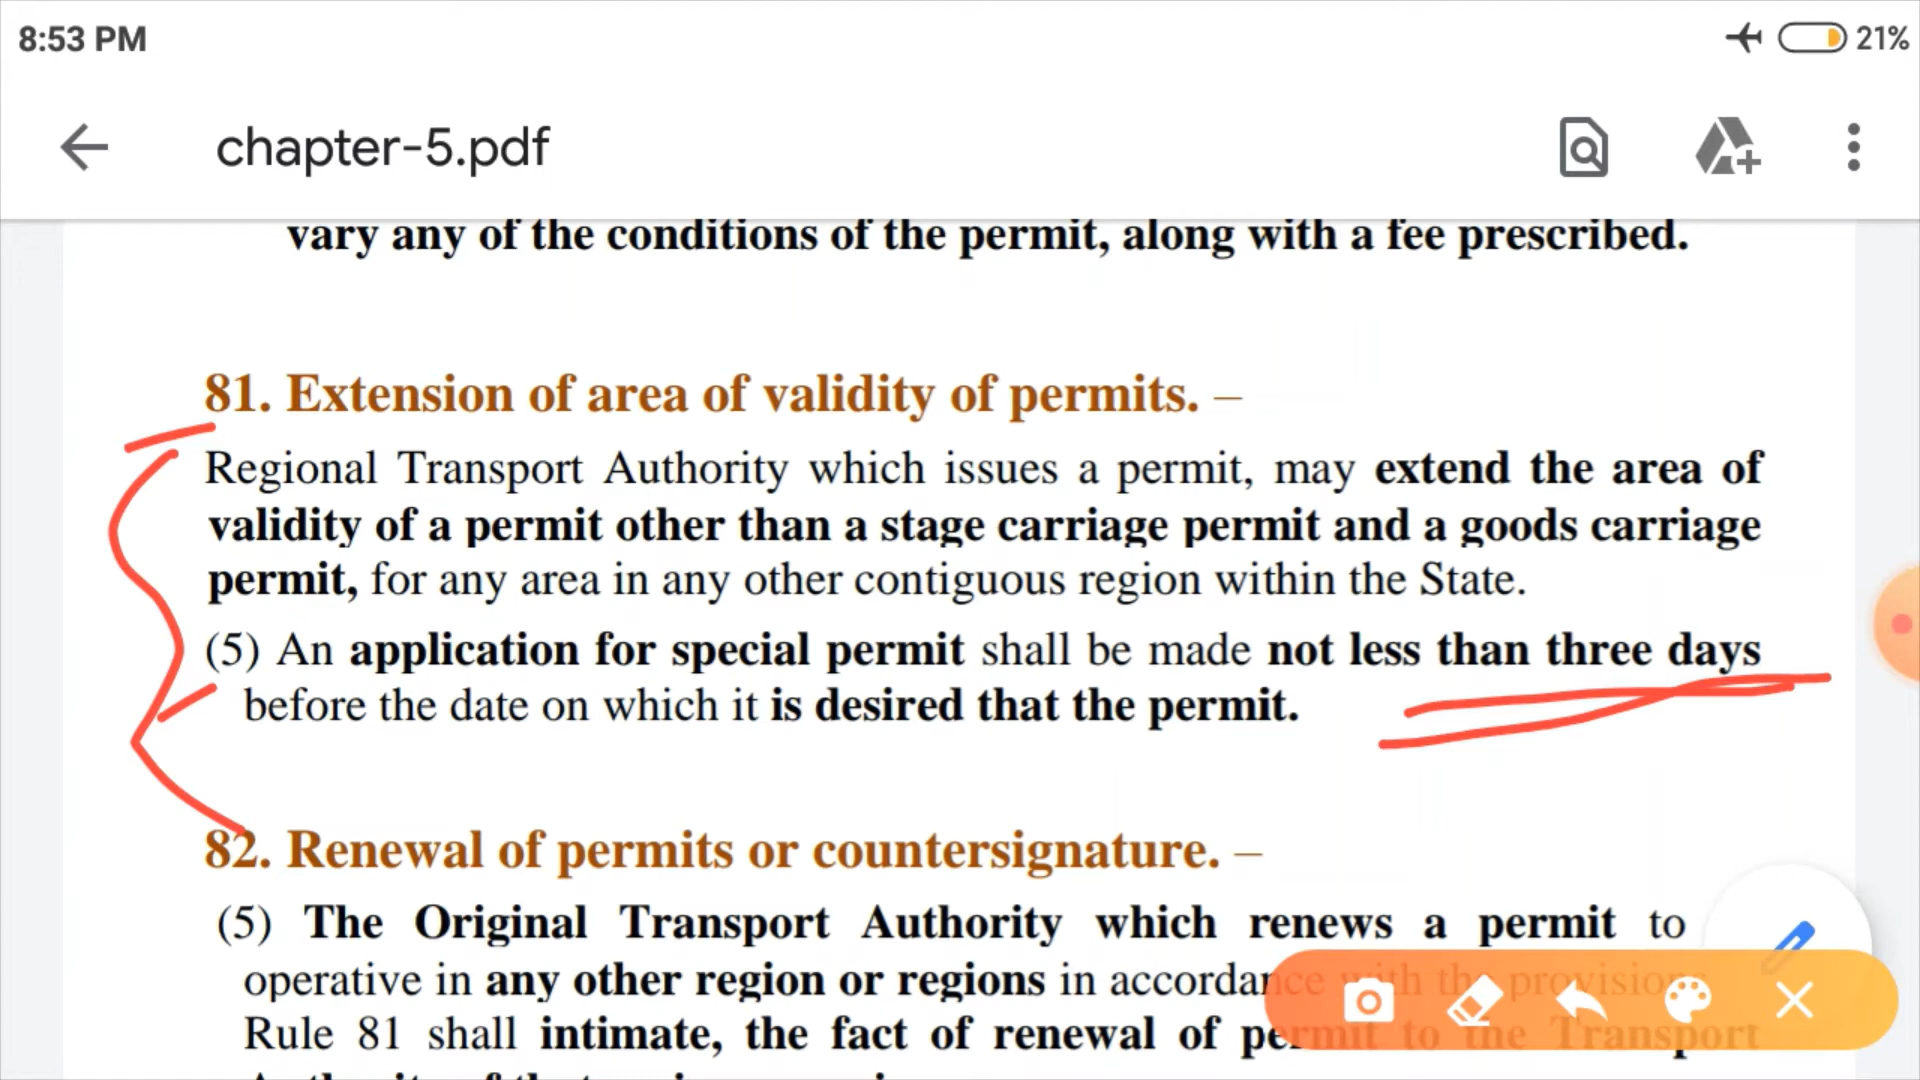 8:53 PM
21%
chapter-5.pdf
vary any of the conditions of the permit, along with a fee prescribed.
81. Extension of area of validity of permits. –
Regional Transport Authority which issues a permit, may extend the area of
validity of a permit other than a stage carriage permit and a goods carriage
permit, for any area in any other contiguous region within the State.
(5) An application for special permit shall be made not less than three days
before the date on which it is desired that the permit.
82. Renewal of permits or countersignature. –
(5) The Original Transport Authority which renews a permit to
operative in any other region or regions in accordance with the provision
Rule 81 shall intimate, the fact of renewal of permit to the Transport